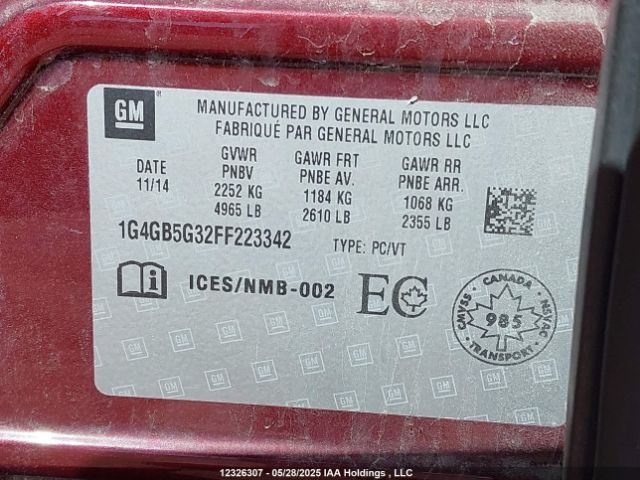 GM
MANUFACTURED BY GENERAL MOTORS LLC
FABRIQUÉ PAR GENERAL MOTORS LLC
DATE
11/14
GVWR
PNBV
2252 KG
4965 LB
GAWR FRT
PNBE AV.
1184 KG
2610 LB
GAWR RR
PNBE ARR.
1068 KG
2355 LB
1G4GB5G32FF223342
TYPE: PC/VT
ICES/NMB-002
EC
CANADA
CMVSS
NSVAC
985
TRANSPORT
12326307 - 05/28/2025 IAA Holdings , LLC